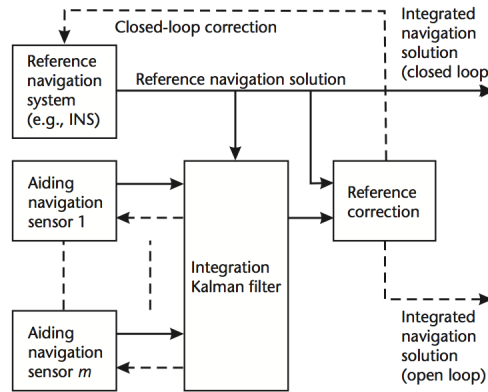 Closed-loop correction
Integrated
navigation
solution
(closed loop)
Reference
navigation
system
(e.g., INS)
Reference navigation solution
Aiding
navigation
sensor 1
Integration
Kalman filter
Reference
correction
Aiding
navigation
sensor m
Integrated
navigation
solution
(open loop)